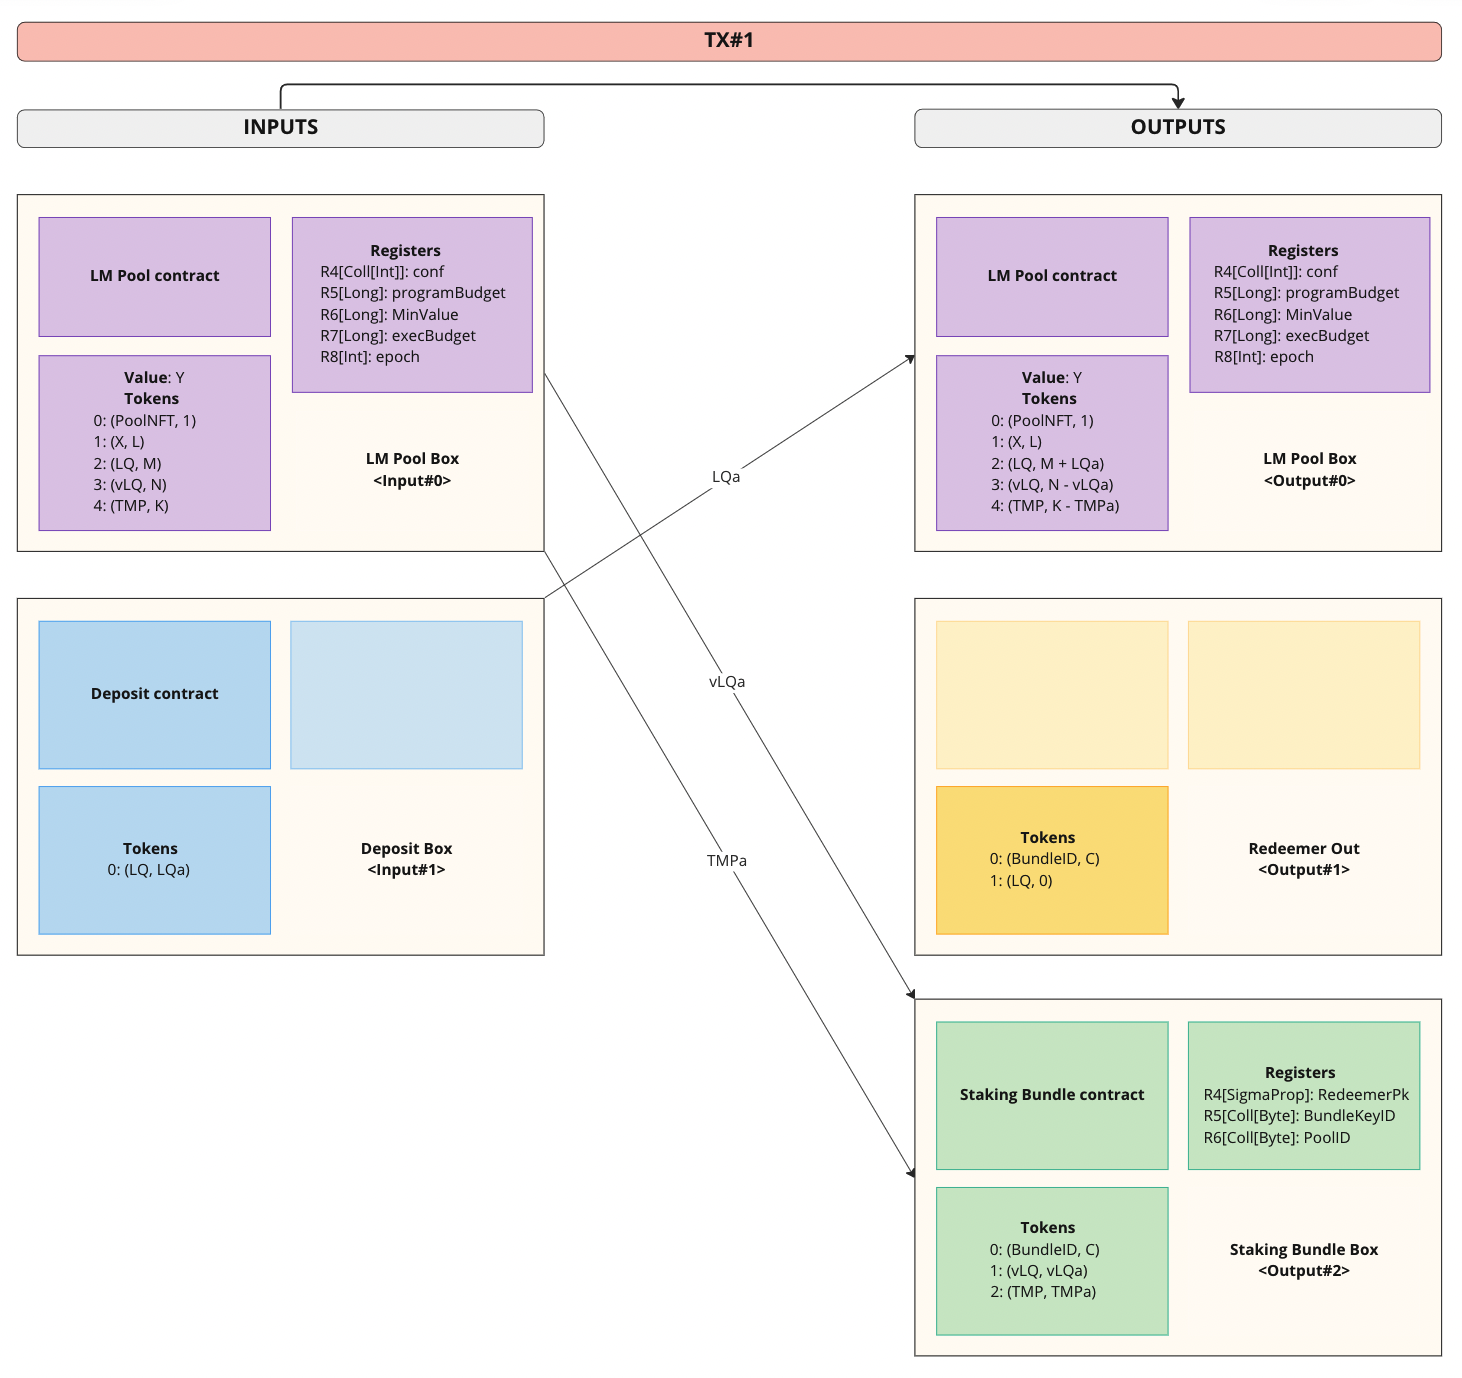 TX#1
INPUTS
OUTPUTS
LM Pool contract
Registers
R4[Coll[Int]]: conf
R5[Long]: programBudget
R6[Long]: MinValue
R7[Long]: execBudget
R8[Int]: epoch
Value: Y
Tokens
0: (PoolNFT, 1)
1: (X, L)
2: (LQ, M)
3: (vLQ, N)
4: (TMP, K)
LM Pool Box
<Input#0>
Deposit contract
Tokens
0: (LQ, LQa)
Deposit Box
<Input#1>
LQa
vLQa
TMPa
LM Pool contract
Registers
R4[Coll[Int]]: conf
R5[Long]: programBudget
R6[Long]: MinValue
R7[Long]: execBudget
R8[Int]: epoch
Value: Y
Tokens
0: (PoolNFT, 1)
1: (X, L)
2: (LQ, M + LQa)
3: (vLQ, N - vLQa)
4: (TMP, K - TMPa)
LM Pool Box
<Output#0>
Tokens
0: (BundleID, C)
1: (LQ, 0)
Redeemer Out
<Output#1>
Staking Bundle contract
Registers
R4[SigmaProp]: RedeemerPk
R5[Coll[Byte]: BundleKeyID
R6[Coll[Byte]: PoolID
Tokens
0: (BundleID, C)
1: (vLQ, vLQa)
2: (TMP, TMPa)
Staking Bundle Box
<Output#2>